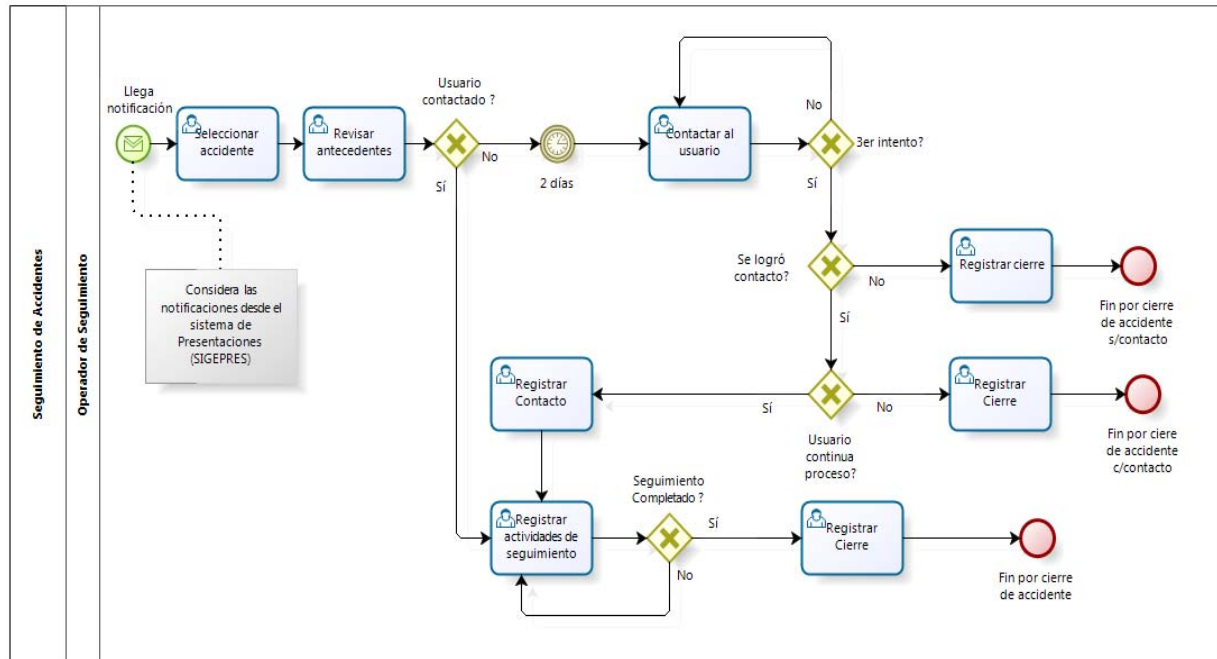 Seguimiento de Accidentes
Operador de Seguimiento
Llega
notificación
Seleccionar
accidente
Revisar
antecedentes
Usuario
contactado ?
No
Sí
2 días
Contactar al
usuario
No
3er intento?
Sí
Se logró
contacto?
No
Sí
Registrar cierre
Fin por cierre
de accidente
s/contacto
Considera las
notificaciones desde el
sistema de
Presentaciones
(SIGEPRES)
Registrar
Contacto
Sí
No
Usuario
continua
proceso?
Registrar
Cierre
Fin por ciere
de accidente
c/contacto
Registrar
actividades de
seguimiento
Seguimiento
Completado ?
Sí
No
Registrar
Cierre
Fin por cierre
de accidente